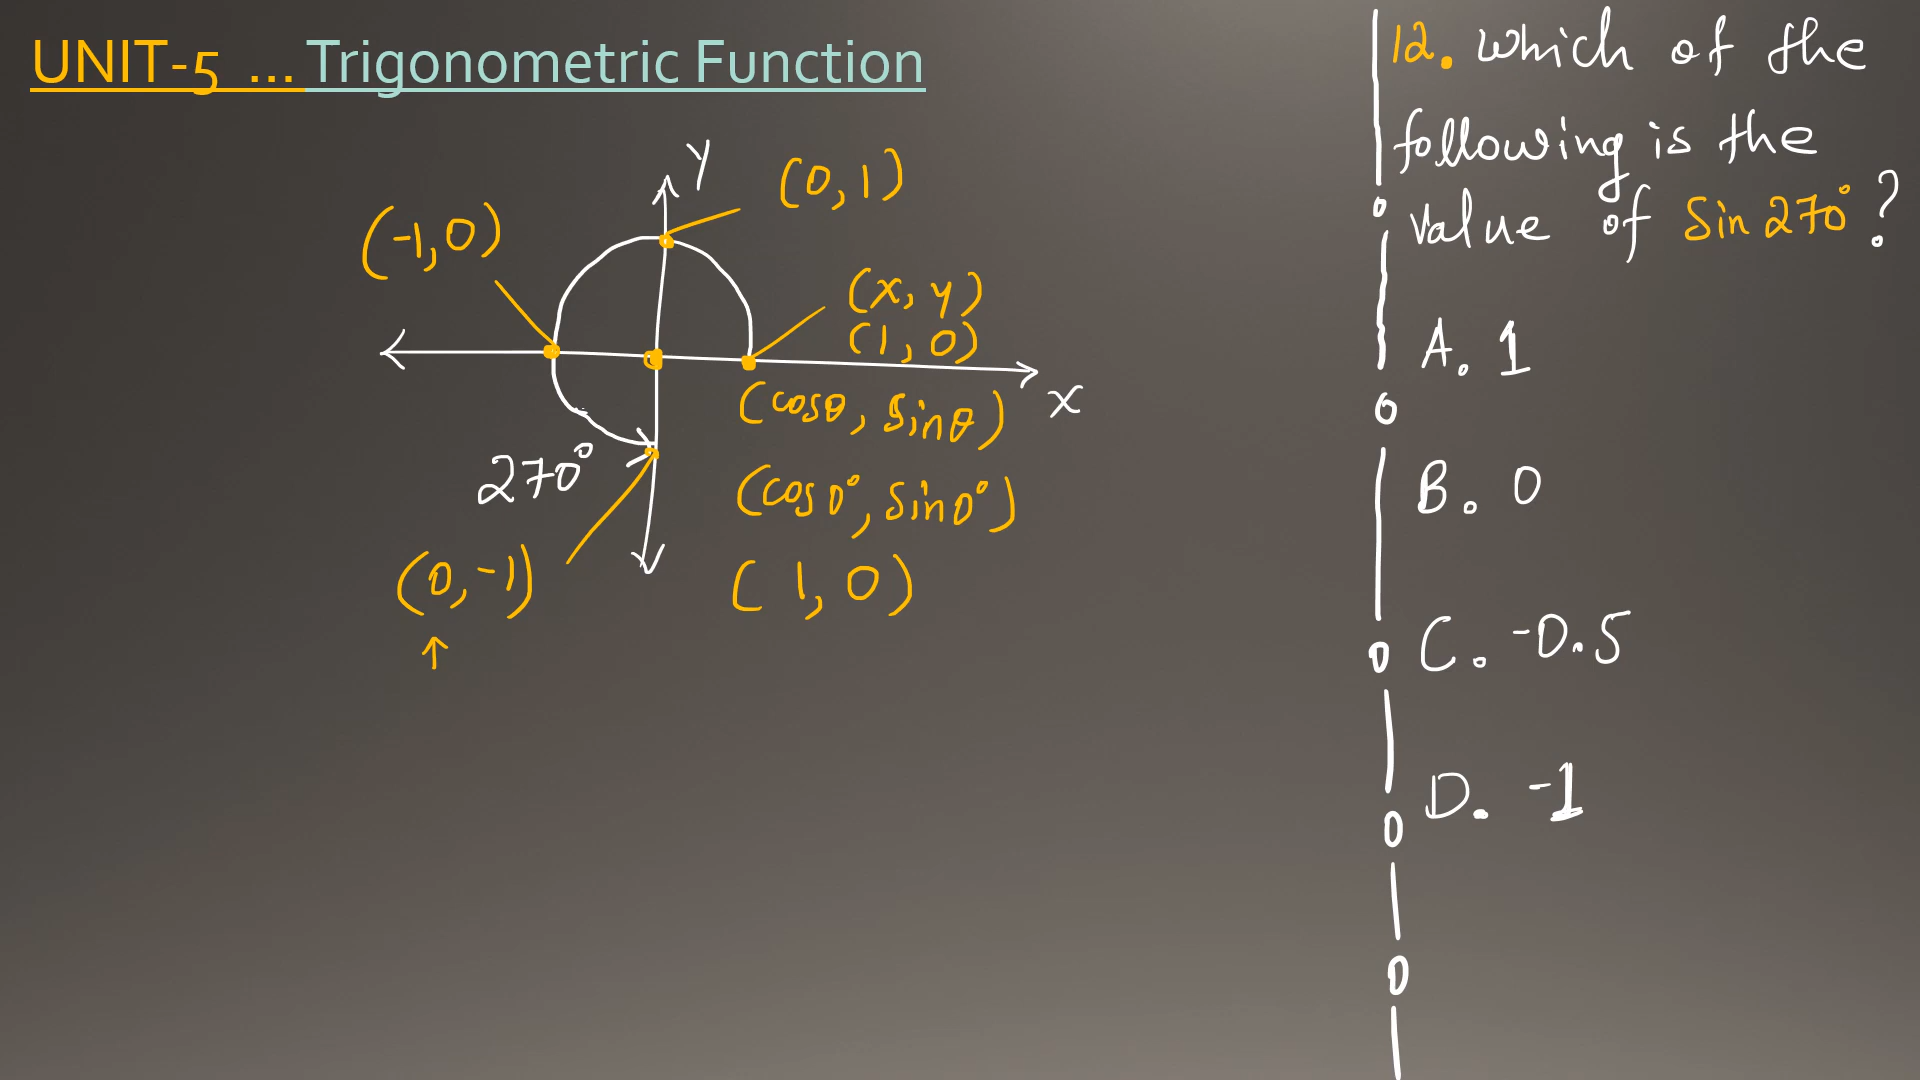 UNIT-5 ... Trigonometric Function
y
(0,1)
(-1,0)
(x, y)
(1, 0)
x
(cosθ, sinθ)
270°
(cos0°, sin0°)
(0,-1)
(1, 0)
↑
12. Which of the
following is the
value of Sin 270° ?
A. 1
B. 0
C. -0.5
D. -1